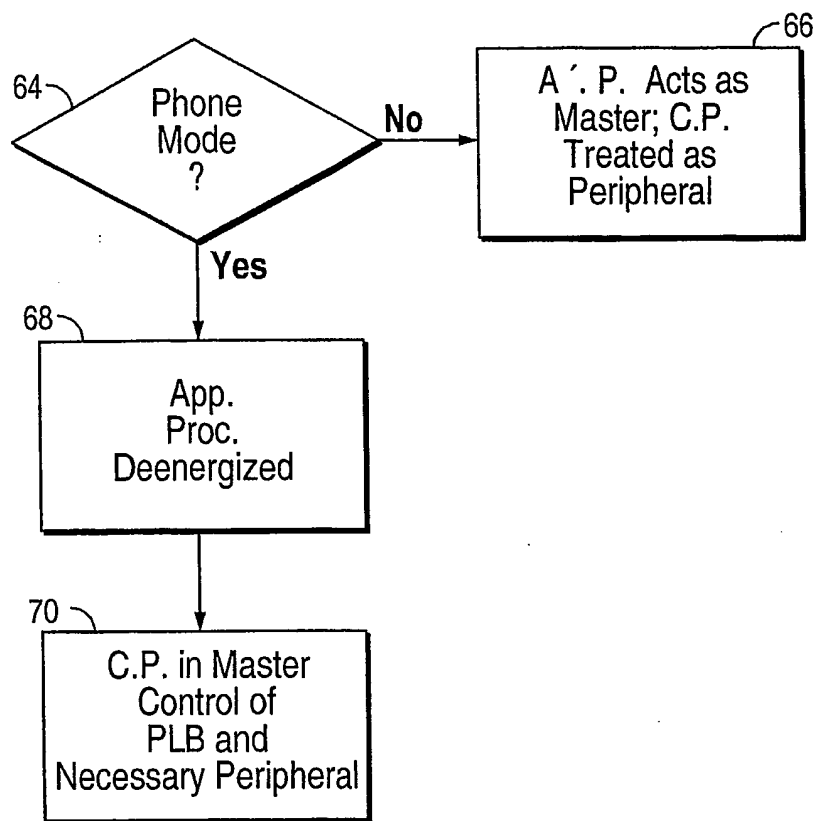 64
Phone
Mode
?
No
66
A ´. P. Acts as
Master; C.P.
Treated as
Peripheral
Yes
68
App.
Proc.
Deenergized
70
C.P. in Master
Control of
PLB and
Necessary Peripheral